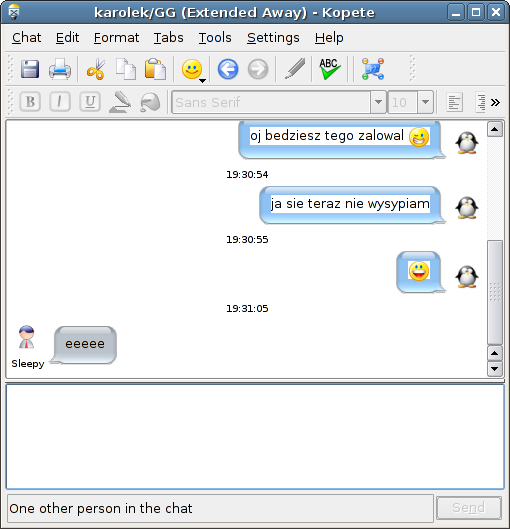 karolek/GG (Extended Away) - Kopete
Chat Edit Format Tabs Tools Settings Help
ABC
B I U Sans Serif 10 »
oj bedziesz tego zalowal
19:30:54
ja sie teraz nie wysypiam
19:30:55
19:31:05
eeeee
Sleepy
One other person in the chat Send